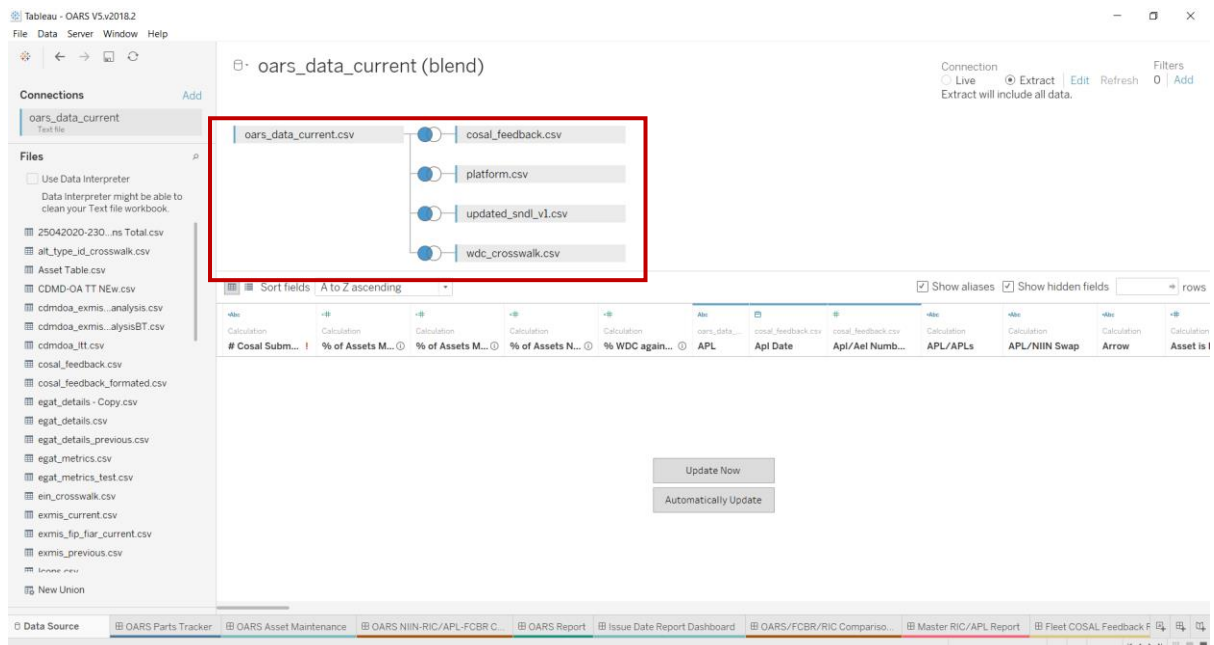 Tableau - OARS V5.v2018.2
File Data Server Window Help
oars_data_current (blend)
Connection
Live Extract Edit Refresh
Extract will include all data.
Filters
0 Add
Connections Add
oars_data_current
Text file
Files
Use Data Interpreter
Data Interpreter might be able to
clean your Text file workbook.
25042020-230...ns Total.csv
alt_type_id_crosswalk.csv
Asset Table.csv
CDMD-OA TT NEw.csv
cdmdoa_exmis...analysis.csv
cdmdoa_exmis...alysisBT.csv
cdmdoa_ltt.csv
cosal_feedback.csv
cosal_feedback_formated.csv
egat_details - Copy.csv
egat_details.csv
egat_details_previous.csv
egat_metrics.csv
egat_metrics_test.csv
ein_crosswalk.csv
exmis_current.csv
exmis_fip_fiar_current.csv
exmis_previous.csv
New Union
oars_data_current.csv
cosal_feedback.csv
platform.csv
updated_sndl_v1.csv
wdc_crosswalk.csv
Sort fields A to Z ascending
Show aliases Show hidden fields rows
Abc # # # # Abc # Abc Abc Abc #
Calculation Calculation Calculation Calculation Calculation oars_data_... cosal_feedback.csv cosal_feedback.csv Calculation Calculation Calculation Calculation
# Cosal Subm... ! % of Assets M... % of Assets M... % of Assets N... % WDC again... APL Apl Date Apl/Ael Numb... APL/APLs APL/NIIN Swap Arrow Asset is
Update Now
Automatically Update
Data Source OARS Parts Tracker OARS Asset Maintenance OARS NIIN-RIC/APL-FCBR C... OARS Report Issue Date Report Dashboard OARS/FCBR/RIC Compariso... Master RIC/APL Report Fleet COSAL Feedback